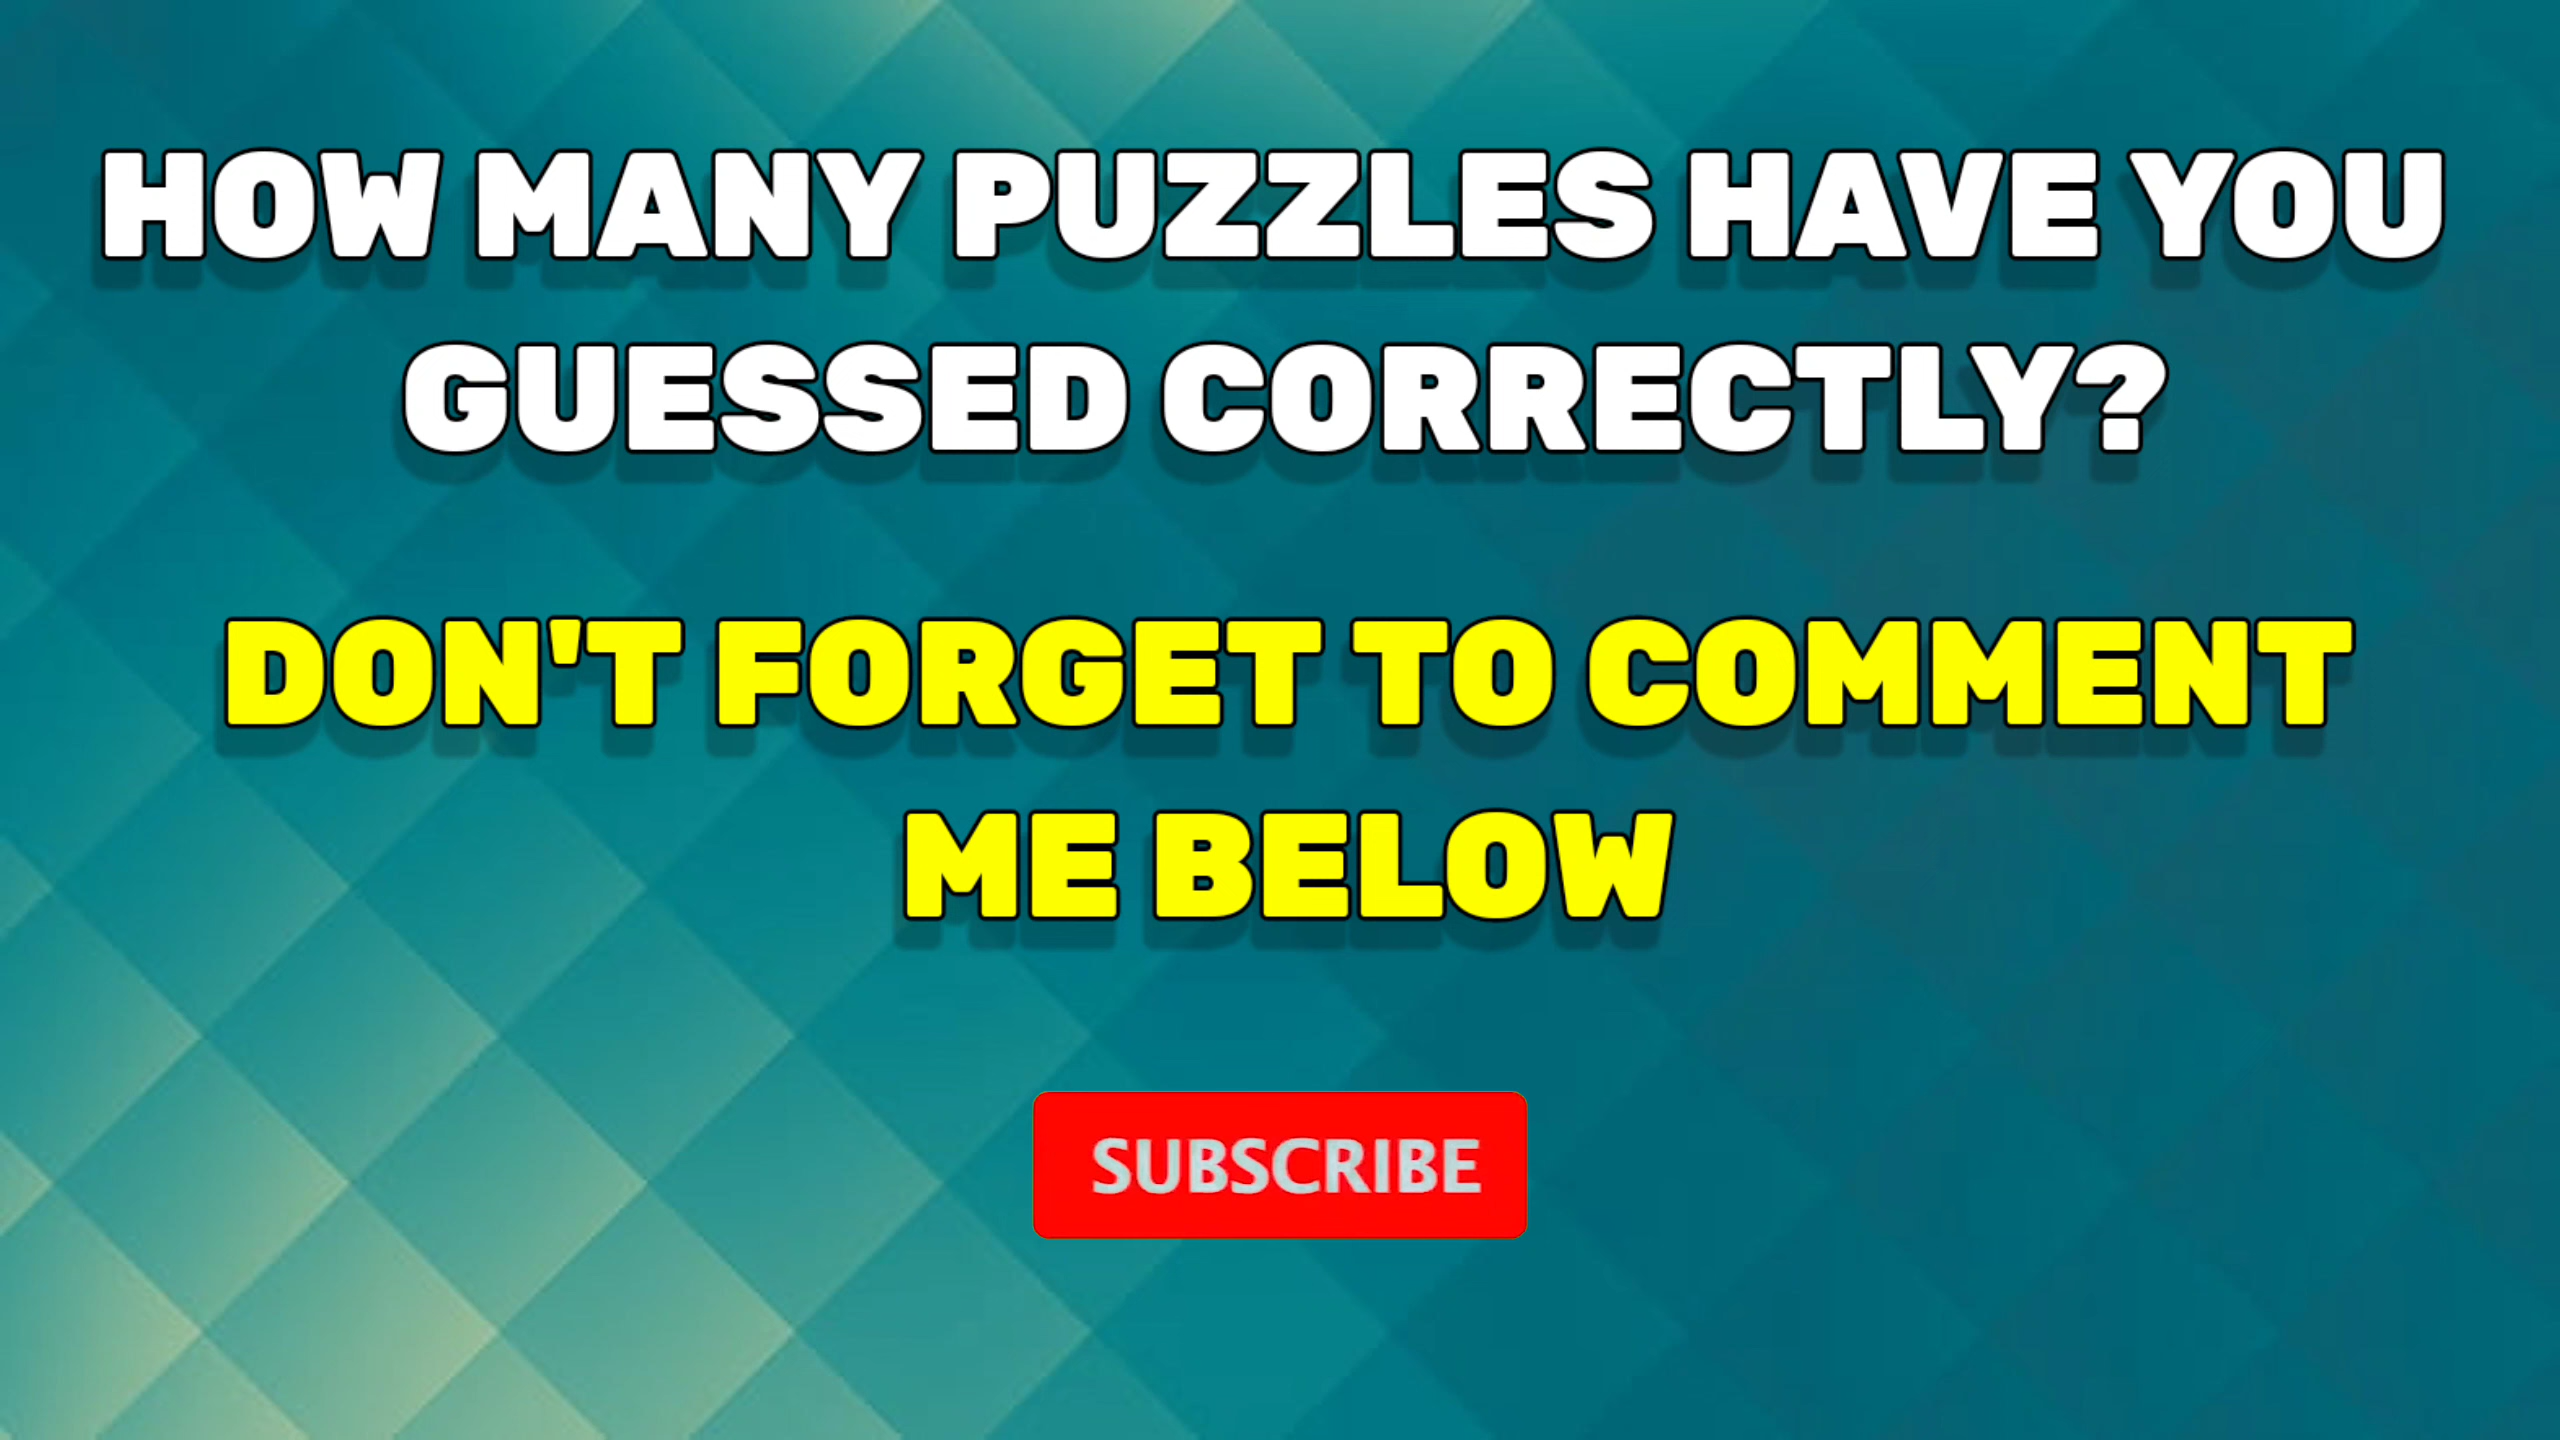 HOW MANY PUZZLES HAVE YOU
GUESSED CORRECTLY?
DON'T FORGET TO COMMENT
ME BELOW
SUBSCRIBE